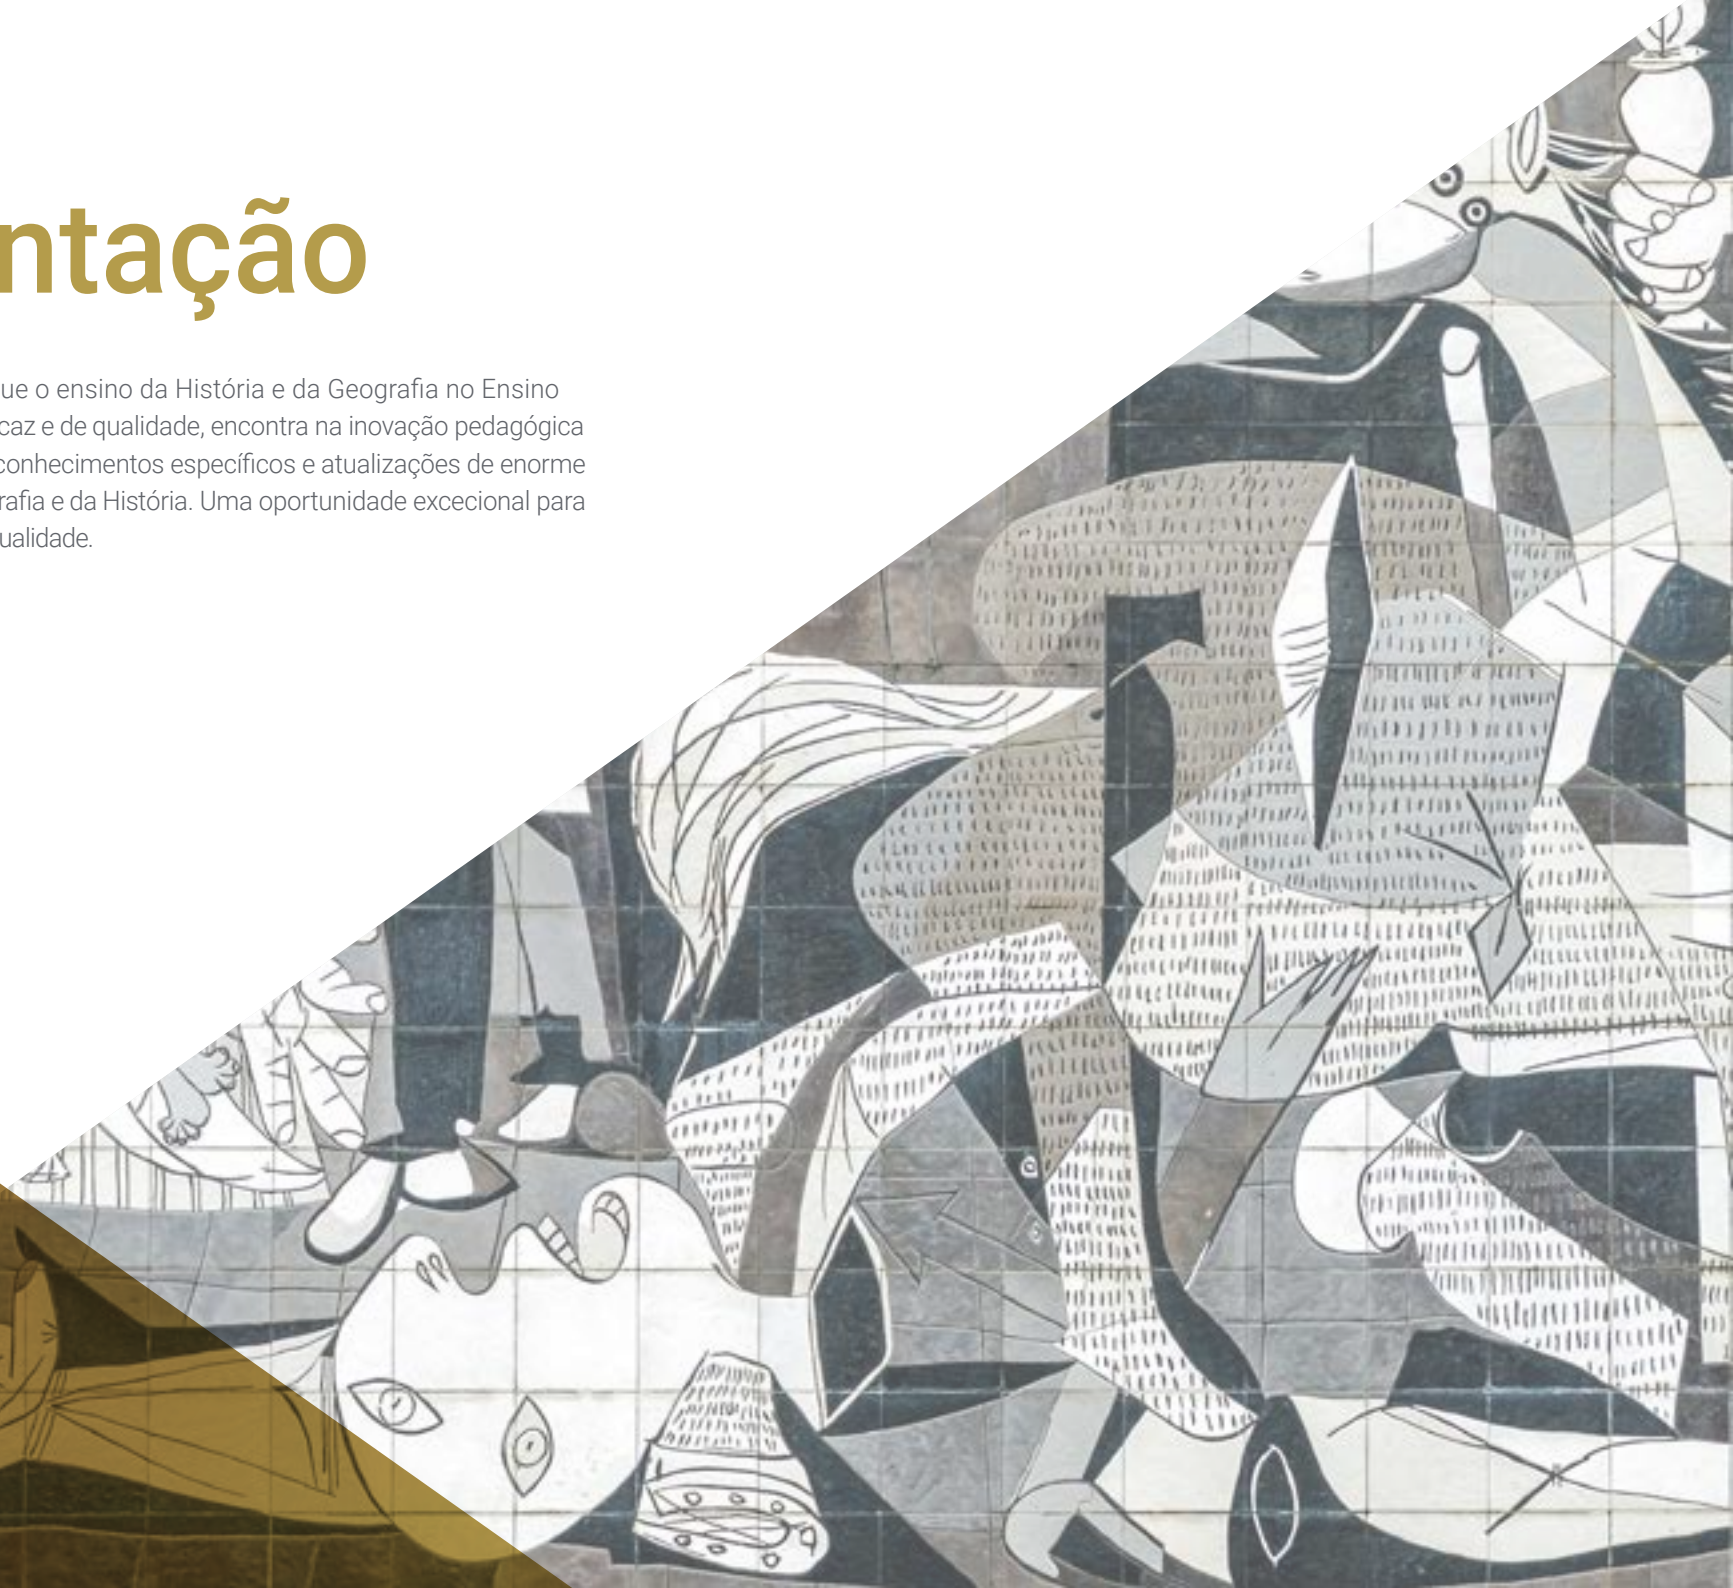 ntação
ue o ensino da História e da Geografia no Ensino
caz e de qualidade, encontra na inovação pedagógica
conhecimentos específicos e atualizações de enorme
rafia e da História. Uma oportunidade excecional para
ualidade.